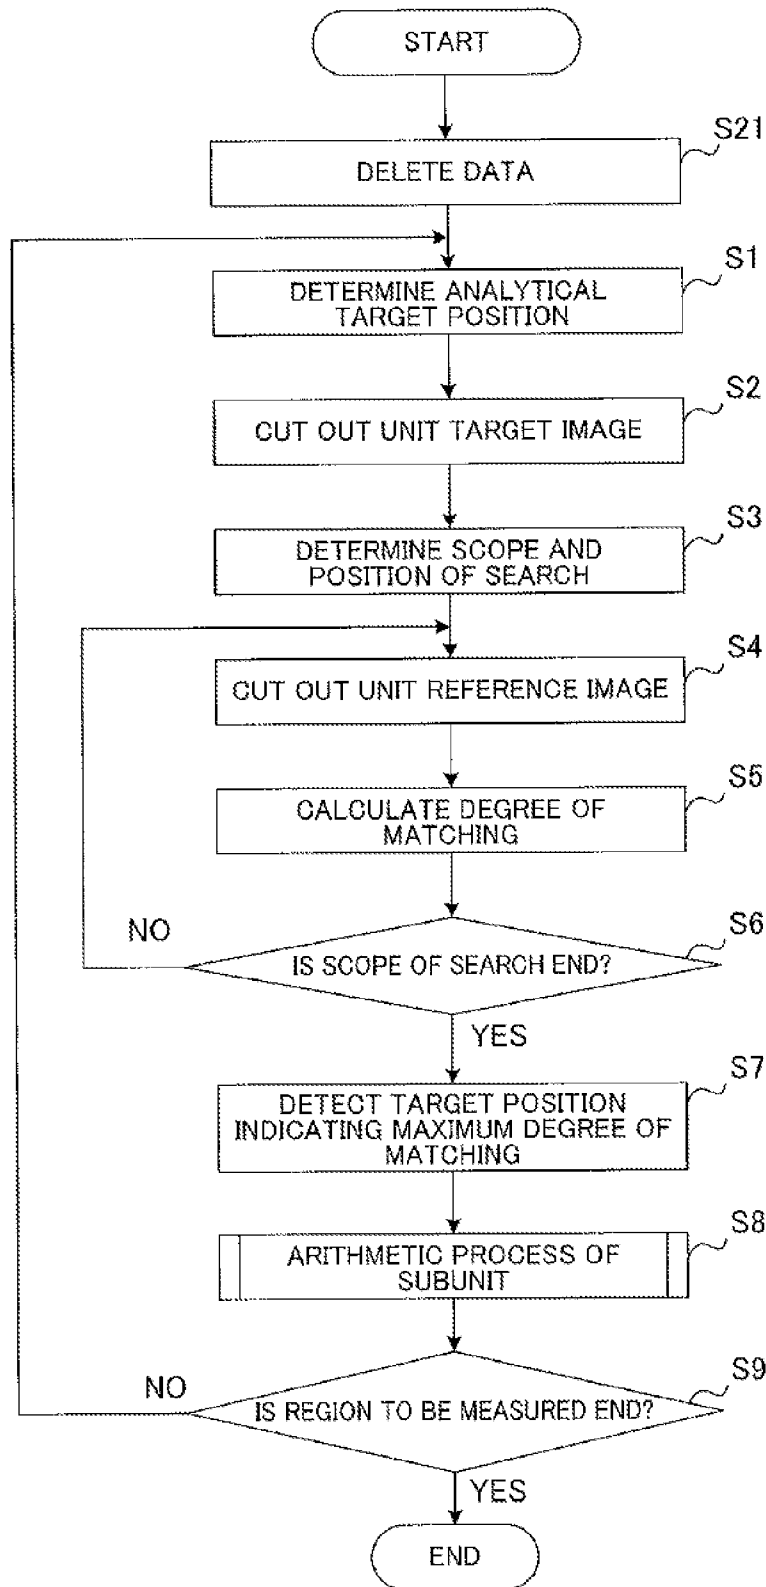 START
S21
DELETE DATA
S1
DETERMINE ANALYTICAL
TARGET POSITION
S2
CUT OUT UNIT TARGET IMAGE
S3
DETERMINE SCOPE AND
POSITION OF SEARCH
S4
CUT OUT UNIT REFERENCE IMAGE
S5
CALCULATE DEGREE OF
MATCHING
S6
NO
IS SCOPE OF SEARCH END?
YES
S7
DETECT TARGET POSITION
INDICATING MAXIMUM DEGREE OF
MATCHING
S8
ARITHMETIC PROCESS OF
SUBUNIT
S9
NO
IS REGION TO BE MEASURED END?
YES
END